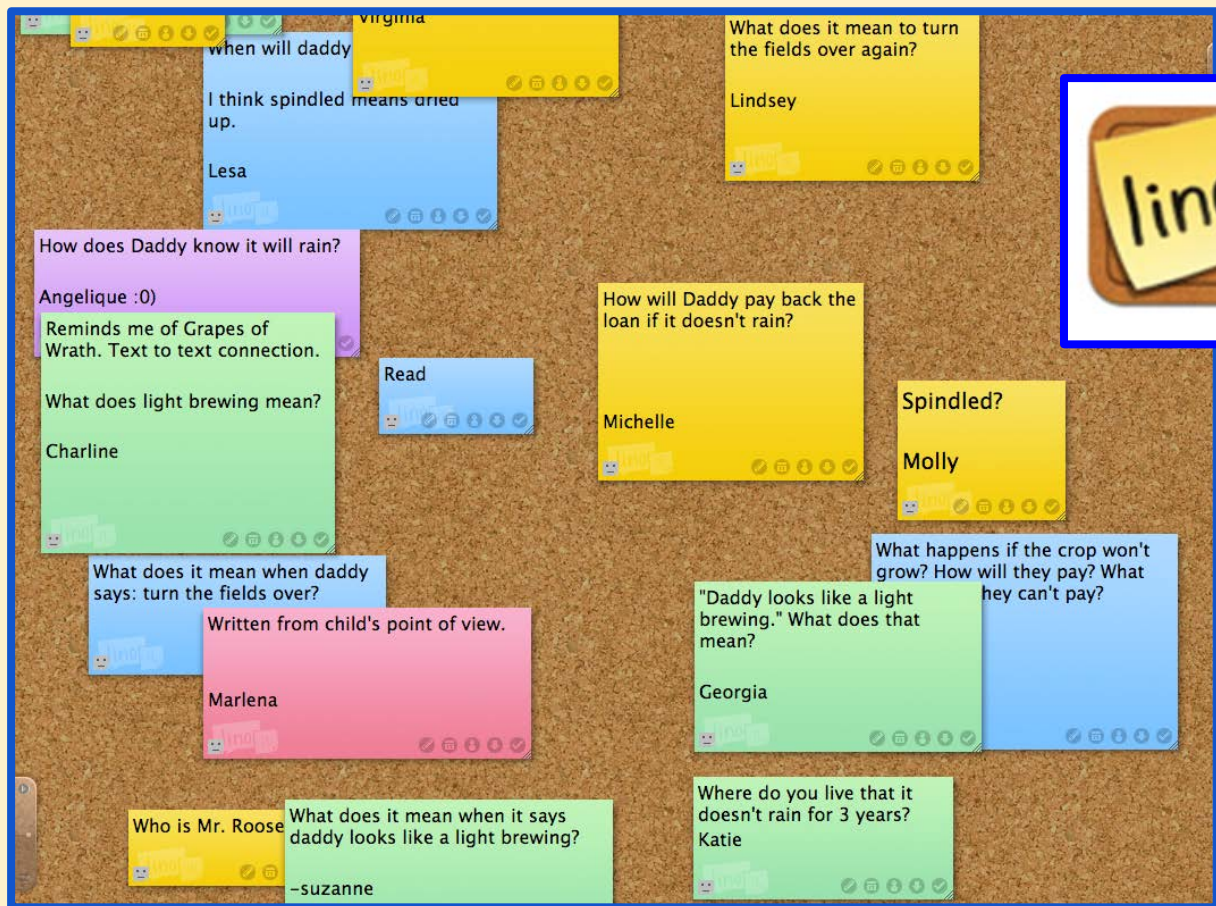 Virginia
When will daddy
I think spindled means dried
up.
Lesa
What does it mean to turn
the fields over again?
Lindsey
How does Daddy know it will rain?
Angelique :0)
Reminds me of Grapes of
Wrath. Text to text connection.
What does light brewing mean?
Charline
Read
How will Daddy pay back the
loan if it doesn't rain?
Michelle
Spindled?
Molly
What does it mean when daddy
says: turn the fields over?
Written from child's point of view.
Marlena
What happens if the crop won't
grow? How will they pay? What
they can't pay?
"Daddy looks like a light
brewing." What does that
mean?
Georgia
Who is Mr. Roose
What does it mean when it says
daddy looks like a light brewing?
-suzanne
Where do you live that it
doesn't rain for 3 years?
Katie